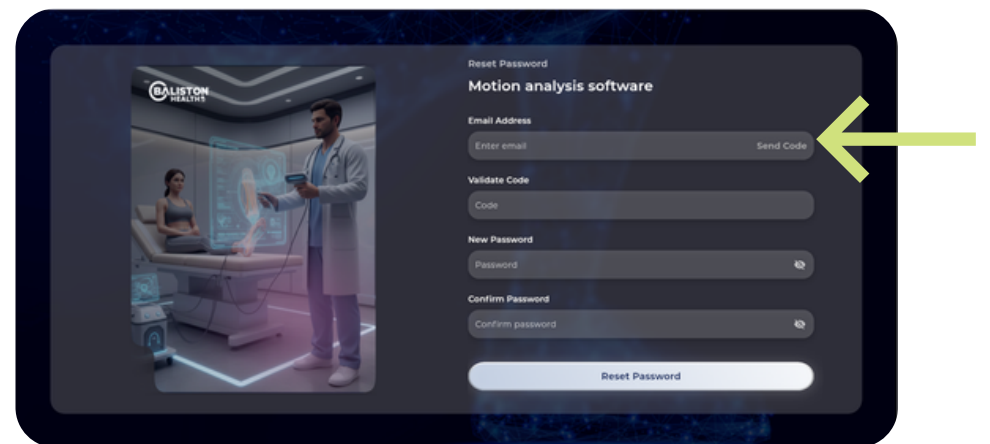 BALISTON
HEALTH
Reset Password
Motion analysis software
Email Address
Enter email
Send Code
Validate Code
Code
New Password
Password
Confirm Password
Confirm password
Reset Password